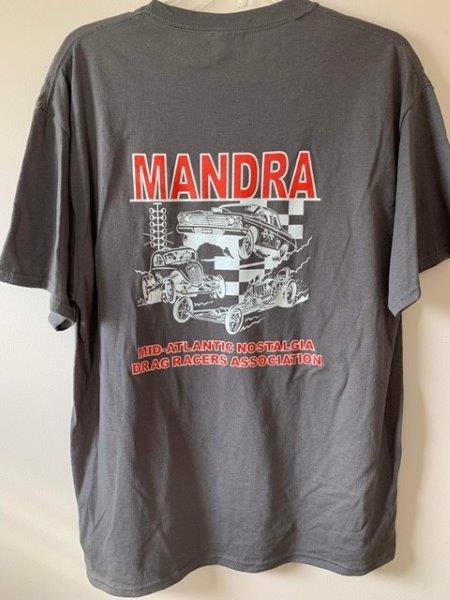 MANDRA
MID-ATLANTIC NOSTALGIA
DRAG RACERS ASSOCIATION